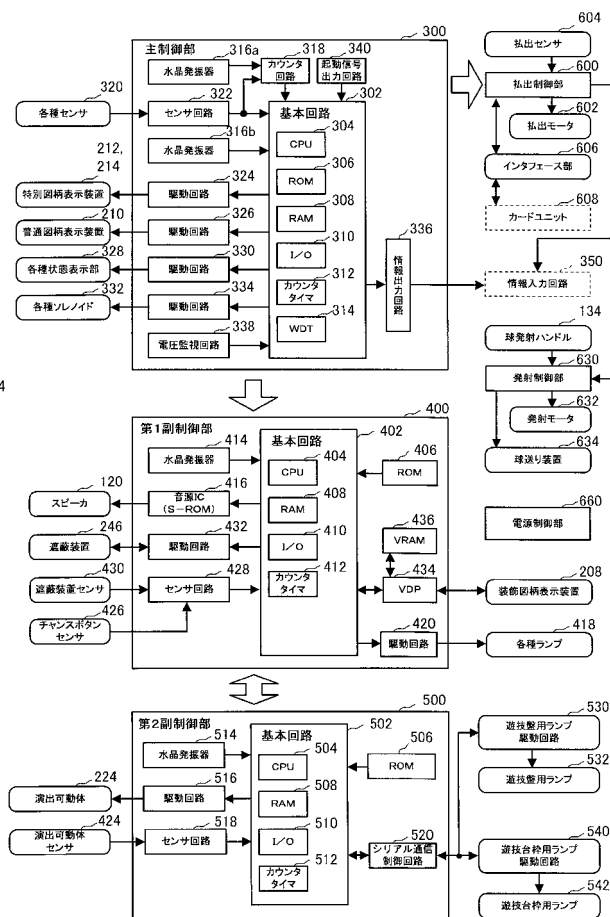 主制御部
300
316a
水晶発振器
318
カウンタ
回路
340
起動信号
出力回路
604
払出センサ
600
払出制御部
602
払出モータ
606
インタフェース部
608
カードユニット
320
各種センサ
322
センサ回路
302
基本回路
316b
水晶発振器
304
CPU
306
ROM
308
RAM
310
I/O
312
カウンタ
タイマ
314
WDT
212,
214
特別図柄表示装置
324
駆動回路
210
普通図柄表示装置
326
駆動回路
328
各種状態表示部
330
駆動回路
332
各種ソレノイド
334
駆動回路
338
電圧監視回路
336
情報出力回路
350
情報入力回路
134
球発射ハンドル
630
発射制御部
632
発射モータ
634
球送り装置
660
電源制御部
4
第1副制御部
400
414
水晶発振器
402
基本回路
404
CPU
406
ROM
408
RAM
410
I/O
412
カウンタ
タイマ
120
スピーカ
416
音源IC
(S-ROM)
246
遮蔽装置
432
駆動回路
430
遮蔽装置センサ
428
センサ回路
426
チャンスボタン
センサ
436
VRAM
434
VDP
208
装飾図柄表示装置
420
駆動回路
418
各種ランプ
第2副制御部
500
514
水晶発振器
502
基本回路
504
CPU
506
ROM
508
RAM
510
I/O
512
カウンタ
タイマ
224
演出可動体
516
駆動回路
424
演出可動体
センサ
518
センサ回路
520
シリアル通信
制御回路
530
遊技盤用ランプ
駆動回路
532
遊技盤用ランプ
540
遊技台枠用ランプ
駆動回路
542
遊技台枠用ランプ